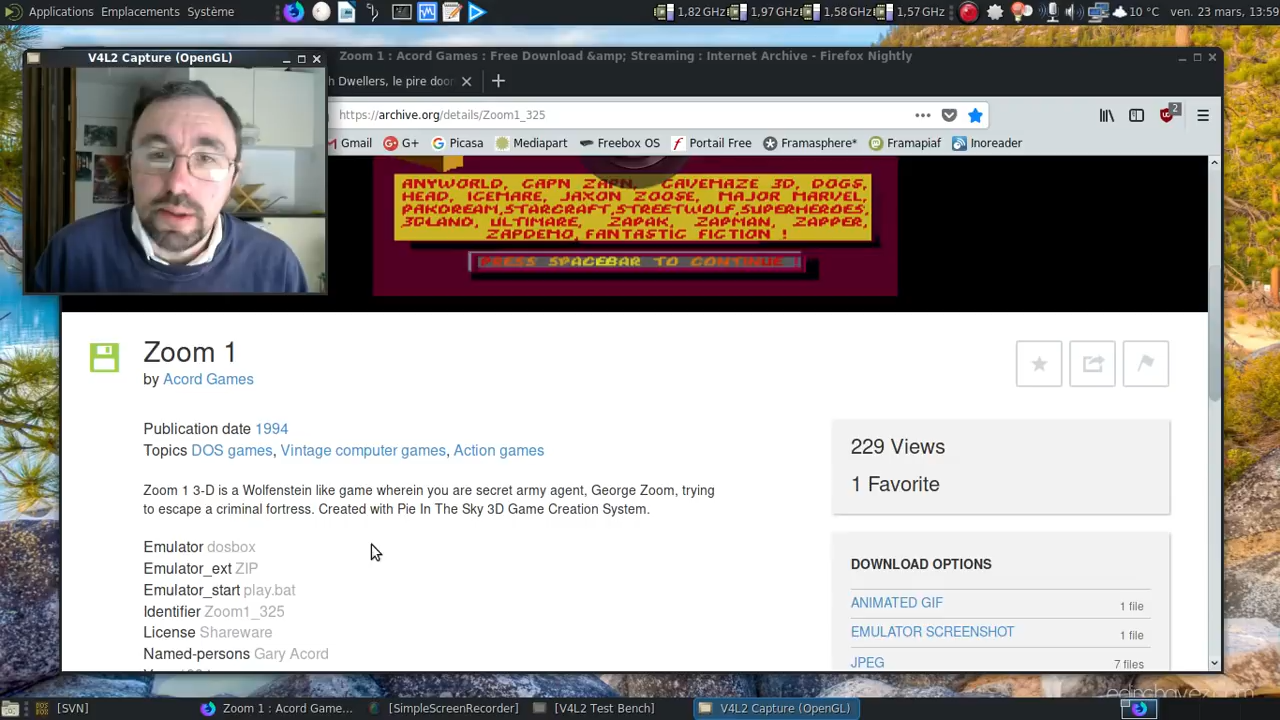 Applications Emplacements Système 1,82 GHz 1,97 GHz 1,58 GHz 1,57 GHz 10 °C ven. 23 mars, 13:59
V4L2 Capture (OpenGL)
Zoom 1 : Acord Games : Free Download &amp; Streaming : Internet Archive - Firefox Nightly
h Dwellers, le pire doo
https://archive.org/details/Zoom1_325
2
Gmail G+ Picasa Mediapart Freebox OS Portail Free Framasphère* Framapiaf Inoreader
ANYWORLD, CAPN ZAPN, CAVEMAZE 3D, DOGS,
HEAD, ICEMARE, JAXON ZOOSE, MAJOR MARVEL,
PAKDREAM,STARCRAFT,STREETWOLF,SUPERHEROES,
3DLAND, ULTIMARE, ZAPAK, ZAPMAN, ZAPPER,
ZAPDEMO,FANTASTIC FICTION !
PRESS SPACEBAR TO CONTINUE
Zoom 1
by Acord Games
Publication date 1994
Topics DOS games, Vintage computer games, Action games
Zoom 1 3-D is a Wolfenstein like game wherein you are secret army agent, George Zoom, trying
to escape a criminal fortress. Created with Pie In The Sky 3D Game Creation System.
Emulator dosbox
Emulator_ext ZIP
Emulator_start play.bat
Identifier Zoom1_325
License Shareware
Named-persons Gary Acord
229 Views
1 Favorite
DOWNLOAD OPTIONS
ANIMATED GIF 1 file
EMULATOR SCREENSHOT 1 file
JPEG 7 files
[SVN] Zoom 1 : Acord Game... [SimpleScreenRecorder] [V4L2 Test Bench] V4L2 Capture (OpenGL)